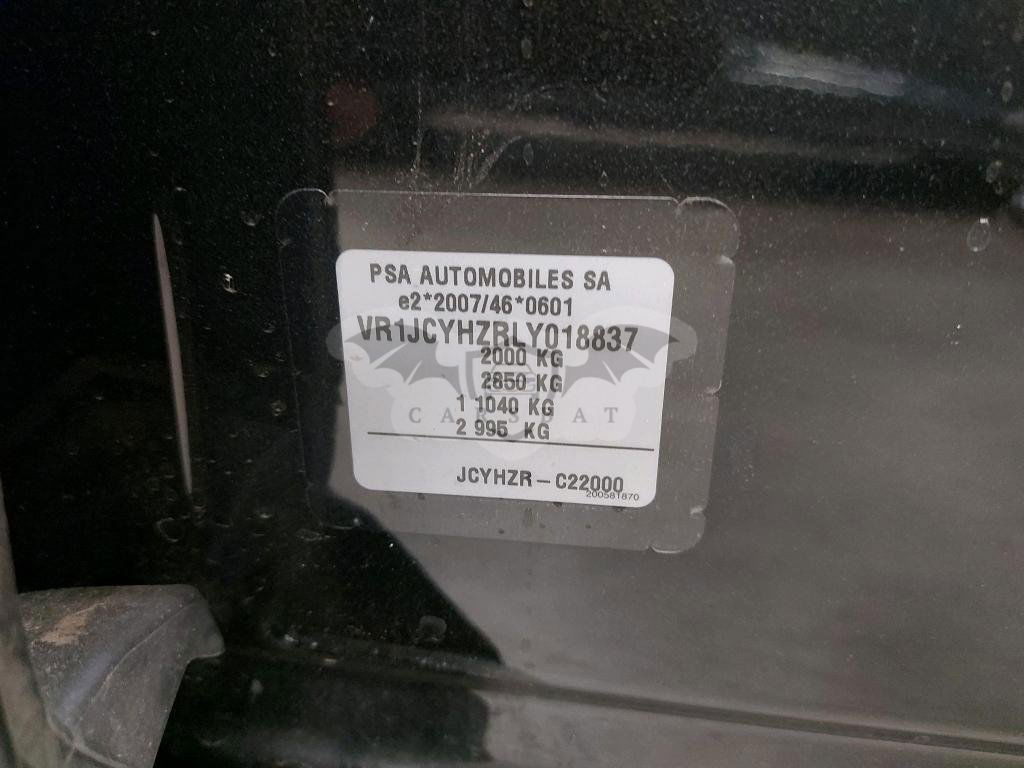 PSA AUTOMOBILES SA
e2*2007/46*0601
VR1JCYHZRLY018837
2000 KG
2850 KG
1 1040 KG
2 995 KG
CARSBAT
JCYHZR – C22000
200581870